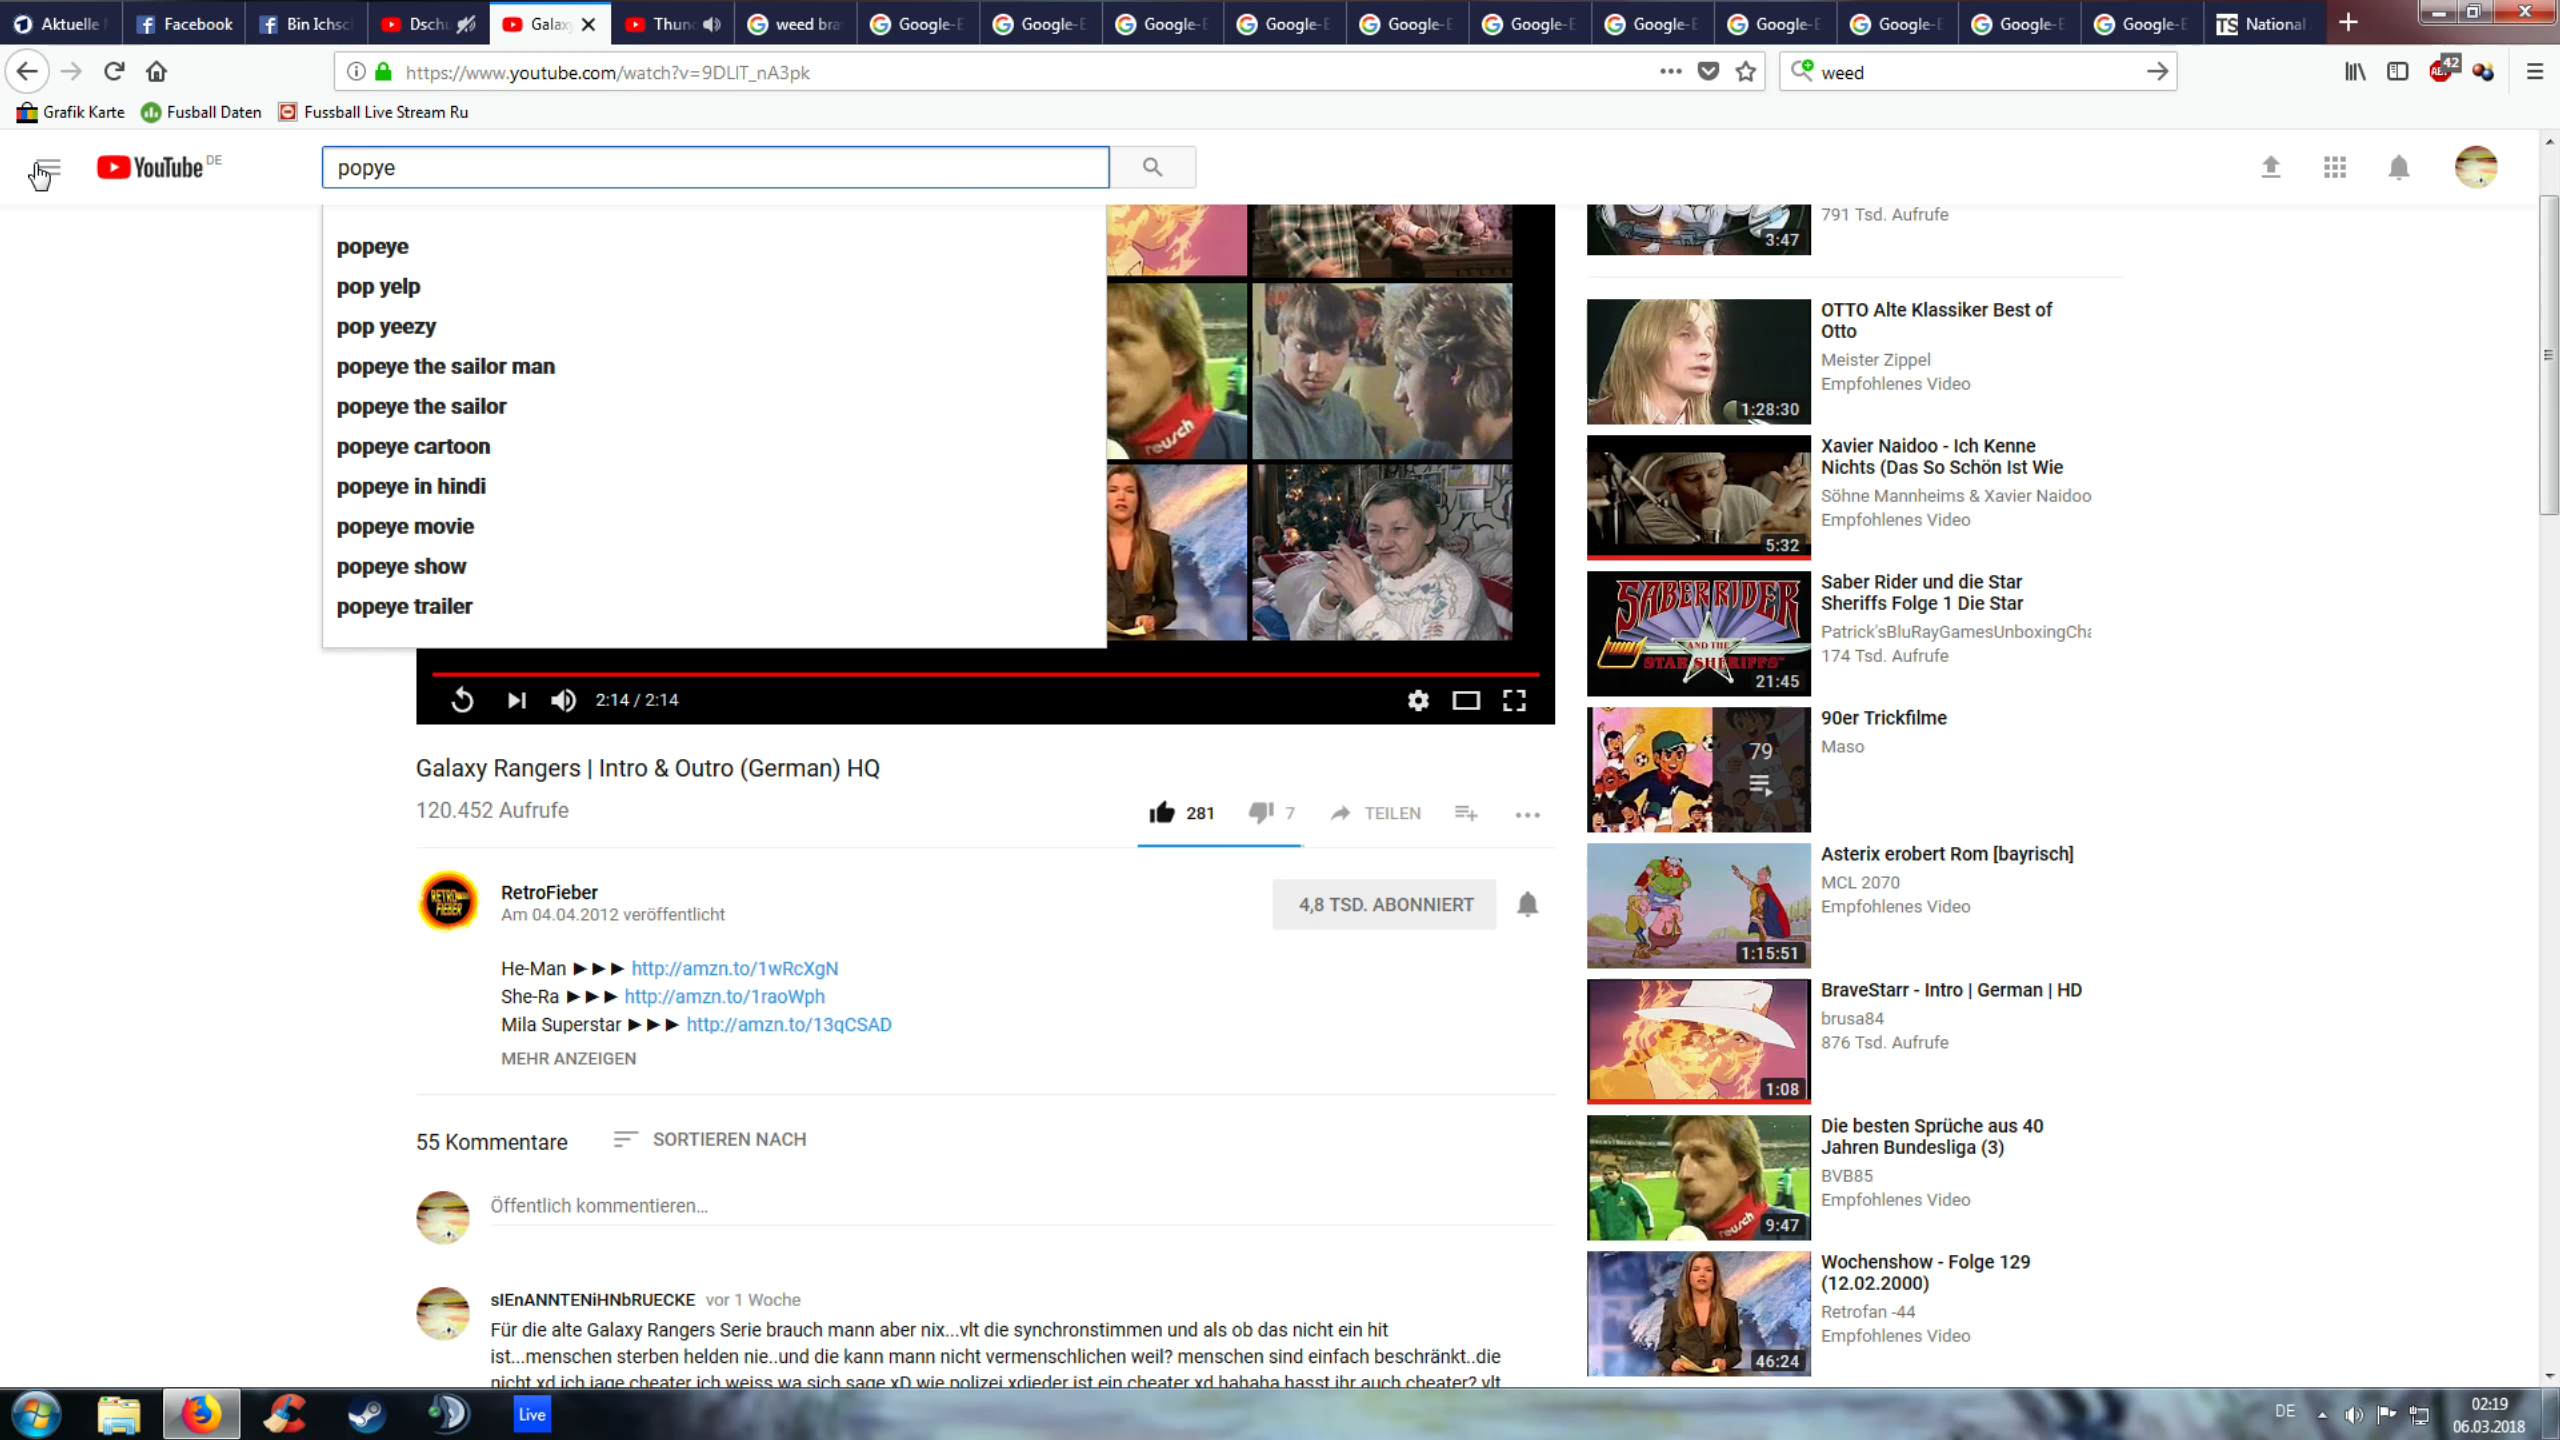 Aktuelle
Facebook
Bin Ichsc
Dsch
Galax
Thun
weed bra
Google-E
Google-E
Google-E
Google-E
Google-E
Google-E
Google-E
Google-E
Google-E
Google-E
Google-E
TS National
https://www.youtube.com/watch?v=9DLlT_nA3pk
weed
42
Grafik Karte
Fusball Daten
Fussball Live Stream Ru
YouTube DE
popye
popeye
pop yelp
pop yeezy
popeye the sailor man
popeye the sailor
popeye cartoon
popeye in hindi
popeye movie
popeye show
popeye trailer
reusch
2:14 / 2:14
Galaxy Rangers | Intro & Outro (German) HQ
120.452 Aufrufe
281
7
TEILEN
RETRO FIEBER
RetroFieber
Am 04.04.2012 veröffentlicht
4,8 TSD. ABONNIERT
He-Man ►►► http://amzn.to/1wRcXgN
She-Ra ►►► http://amzn.to/1raoWph
Mila Superstar ►►► http://amzn.to/13qCSAD
MEHR ANZEIGEN
55 Kommentare
SORTIEREN NACH
Öffentlich kommentieren...
sIEnANNTENiHNbRUECKE vor 1 Woche
Für die alte Galaxy Rangers Serie brauch mann aber nix...vlt die synchronstimmen und als ob das nicht ein hit
ist...menschen sterben helden nie..und die kann mann nicht vermenschlichen weil? menschen sind einfach beschränkt..die
nicht xd ich jage cheater ich weiss wa sich sage xD wie polizei xdieder ist ein cheater xd hahaha hasst ihr auch cheater? vlt
791 Tsd. Aufrufe
3:47
OTTO Alte Klassiker Best of
Otto
Meister Zippel
Empfohlenes Video
1:28:30
Xavier Naidoo - Ich Kenne
Nichts (Das So Schön Ist Wie
Söhne Mannheims & Xavier Naidoo
Empfohlenes Video
5:32
SABER RIDER
AND THE
STAR SHERIFFS
21:45
Saber Rider und die Star
Sheriffs Folge 1 Die Star
Patrick'sBluRayGamesUnboxingCha
174 Tsd. Aufrufe
79
90er Trickfilme
Maso
Asterix erobert Rom [bayrisch]
MCL 2070
Empfohlenes Video
1:15:51
BraveStarr - Intro | German | HD
brusa84
876 Tsd. Aufrufe
1:08
Die besten Sprüche aus 40
Jahren Bundesliga (3)
BVB85
Empfohlenes Video
reusch
9:47
Wochenshow - Folge 129
(12.02.2000)
Retrofan -44
Empfohlenes Video
46:24
Live
DE
02:19
06.03.2018